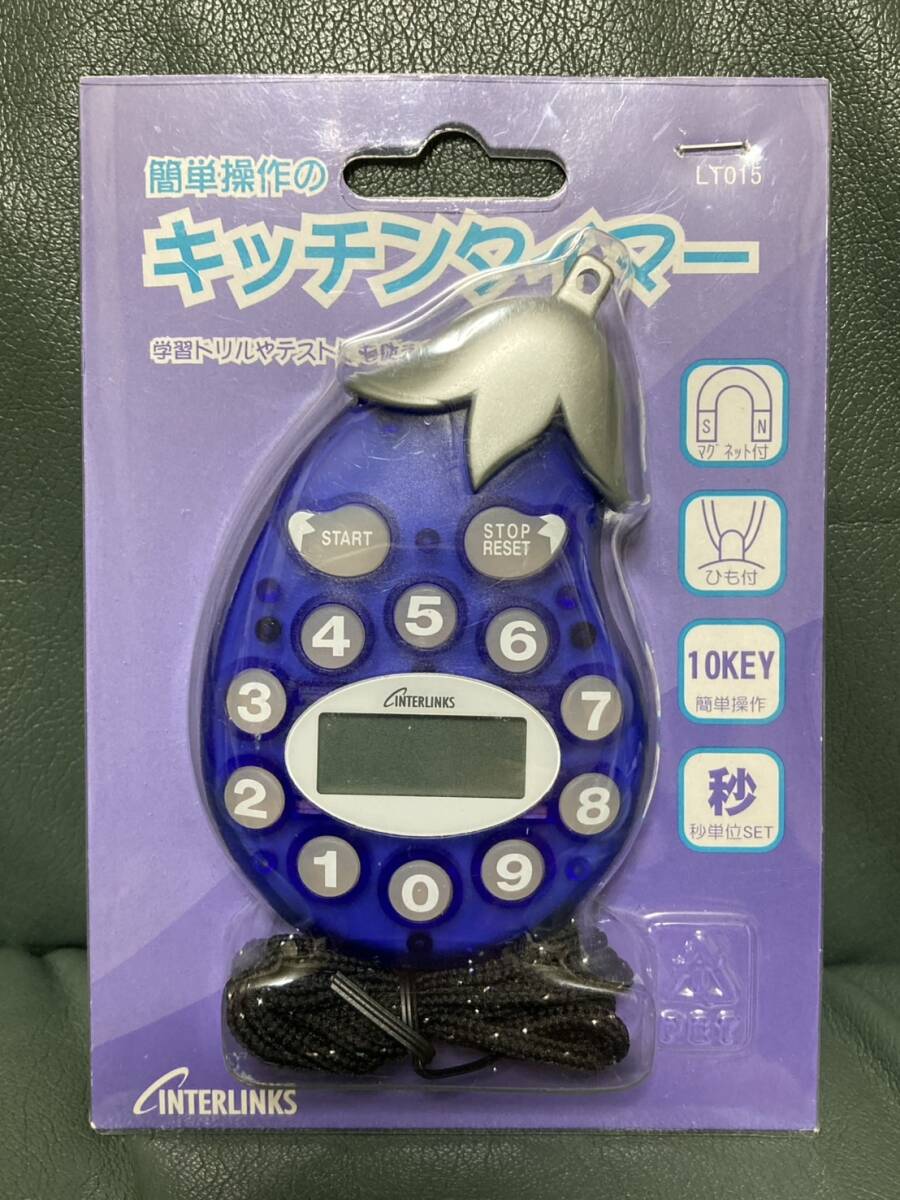 LT015
簡単操作の
キッチンタイマー
学習ドリルやテスト
S N
マグネット付
ひも付
10KEY
簡単操作
秒
秒単位SET
START
STOP
RESET
5
4
6
3
7
INTERLINKS
2
8
1
9
0
PET
INTERLINKS